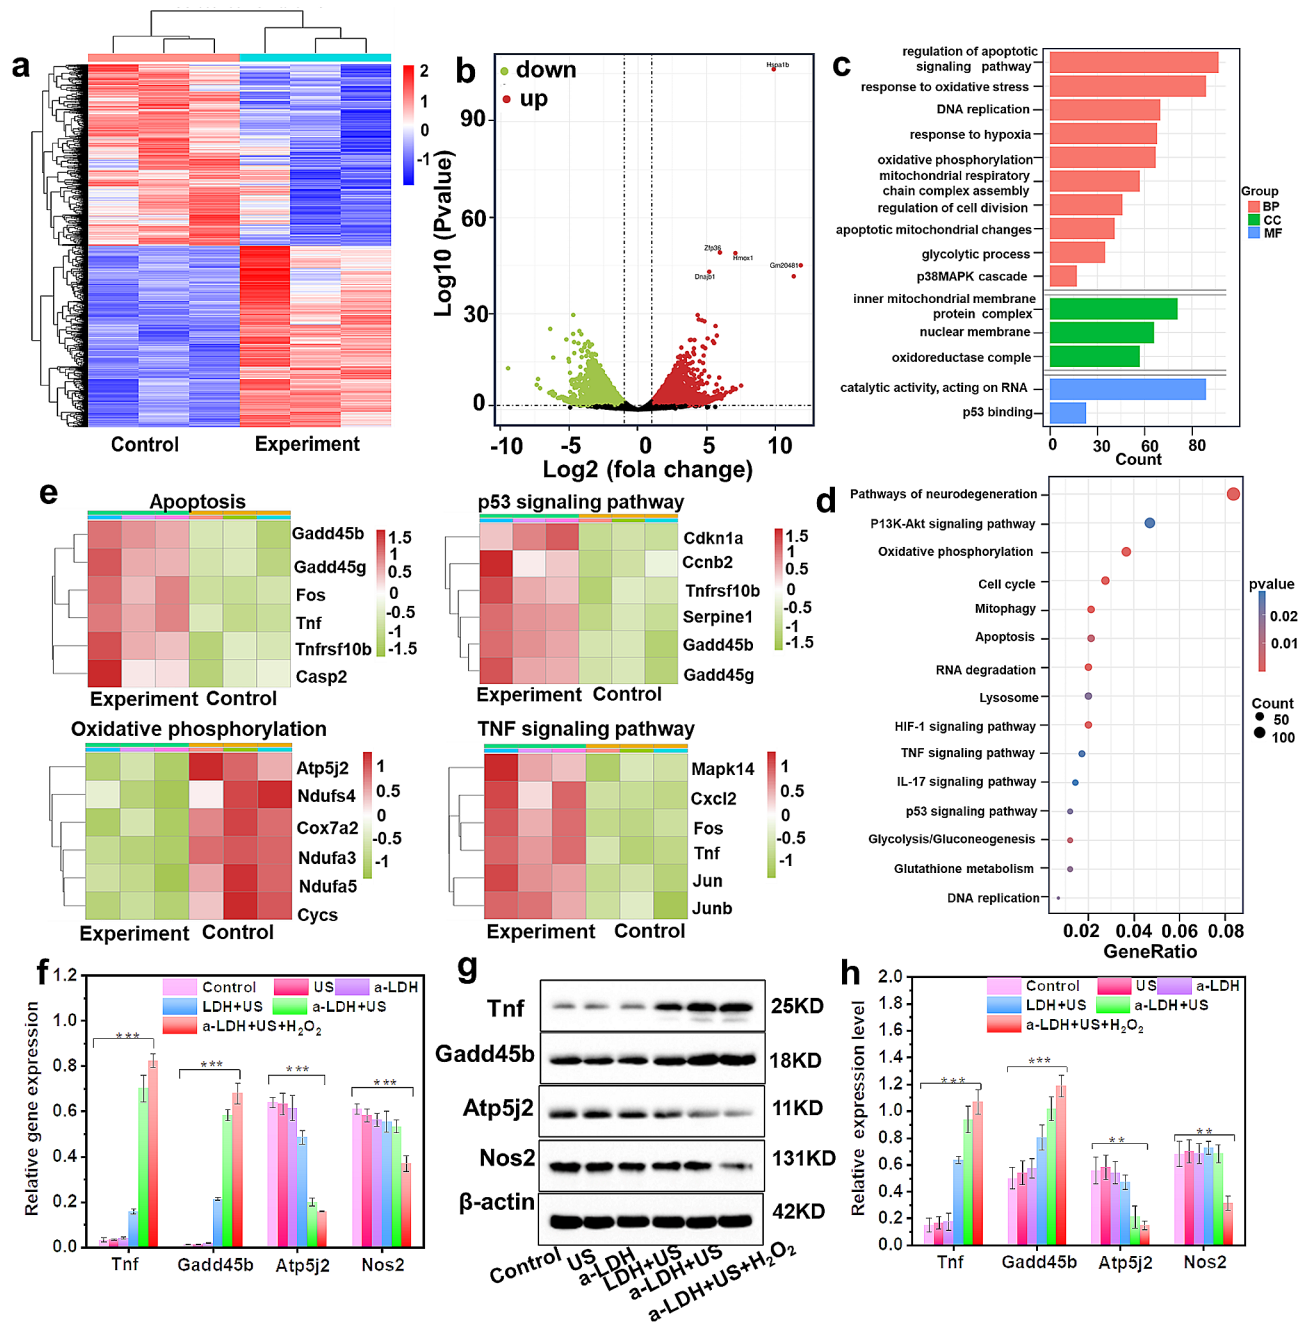 a
2
1
0
-1
Control Experiment
b
down
up
Hspa1b
Zfp36
Hmox1
Dnajb1
Gm20481
90
60
30
0
-10 -5 0 5 10
Log10 (Pvalue)
Log2 (fola change)
c
regulation of apoptotic
signaling pathway
response to oxidative stress
DNA replication
response to hypoxia
oxidative phosphorylation
mitochondrial respiratory
chain complex assembly
regulation of cell division
apoptotic mitochondrial changes
glycolytic process
p38MAPK cascade
inner mitochondrial membrane
protein complex
nuclear membrane
oxidoreductase comple
catalytic activity, acting on RNA
p53 binding
0 30 60 80
Count
Group
BP
CC
MF
d
Pathways of neurodegeneration
P13K-Akt signaling pathway
Oxidative phosphorylation
Cell cycle
Mitophagy
Apoptosis
RNA degradation
Lysosome
HIF-1 signaling pathway
TNF signaling pathway
IL-17 signaling pathway
p53 signaling pathway
Glycolysis/Gluconeogenesis
Glutathione metabolism
DNA replication
0.02 0.04 0.06 0.08
GeneRatio
pvalue
0.02
0.01
Count
50
100
e
Apoptosis
Gadd45b
Gadd45g
Fos
Tnf
Tnfrsf10b
Casp2
1.5
1
0.5
0
-0.5
-1
-1.5
Experiment Control
p53 signaling pathway
Cdkn1a
Ccnb2
Tnfrsf10b
Serpine1
Gadd45b
Gadd45g
1.5
1
0.5
0
-0.5
-1
-1.5
Experiment Control
Oxidative phosphorylation
Atp5j2
Ndufs4
Cox7a2
Ndufa3
Ndufa5
Cycs
1
0.5
0
-0.5
-1
Experiment Control
TNF signaling pathway
Mapk14
Cxcl2
Fos
Tnf
Jun
Junb
1
0.5
0
-0.5
-1
Experiment Control
f
Relative gene expression
1.2
1.0
0.8
0.6
0.4
0.2
0.0
Control US a-LDH
LDH+US a-LDH+US
a-LDH+US+H2O2
***
***
***
***
Tnf Gadd45b Atp5j2 Nos2
g
Tnf 25KD
Gadd45b 18KD
Atp5j2 11KD
Nos2 131KD
β-actin 42KD
Control
US
a-LDH
LDH+US
a-LDH+US
a-LDH+US+H2O2
h
Relative expression level
2.0
1.8
1.6
1.4
1.2
1.0
0.8
0.6
0.4
0.2
0.0
Control US a-LDH
LDH+US a-LDH+US
a-LDH+US+H2O2
***
***
**
**
Tnf Gadd45b Atp5j2 Nos2